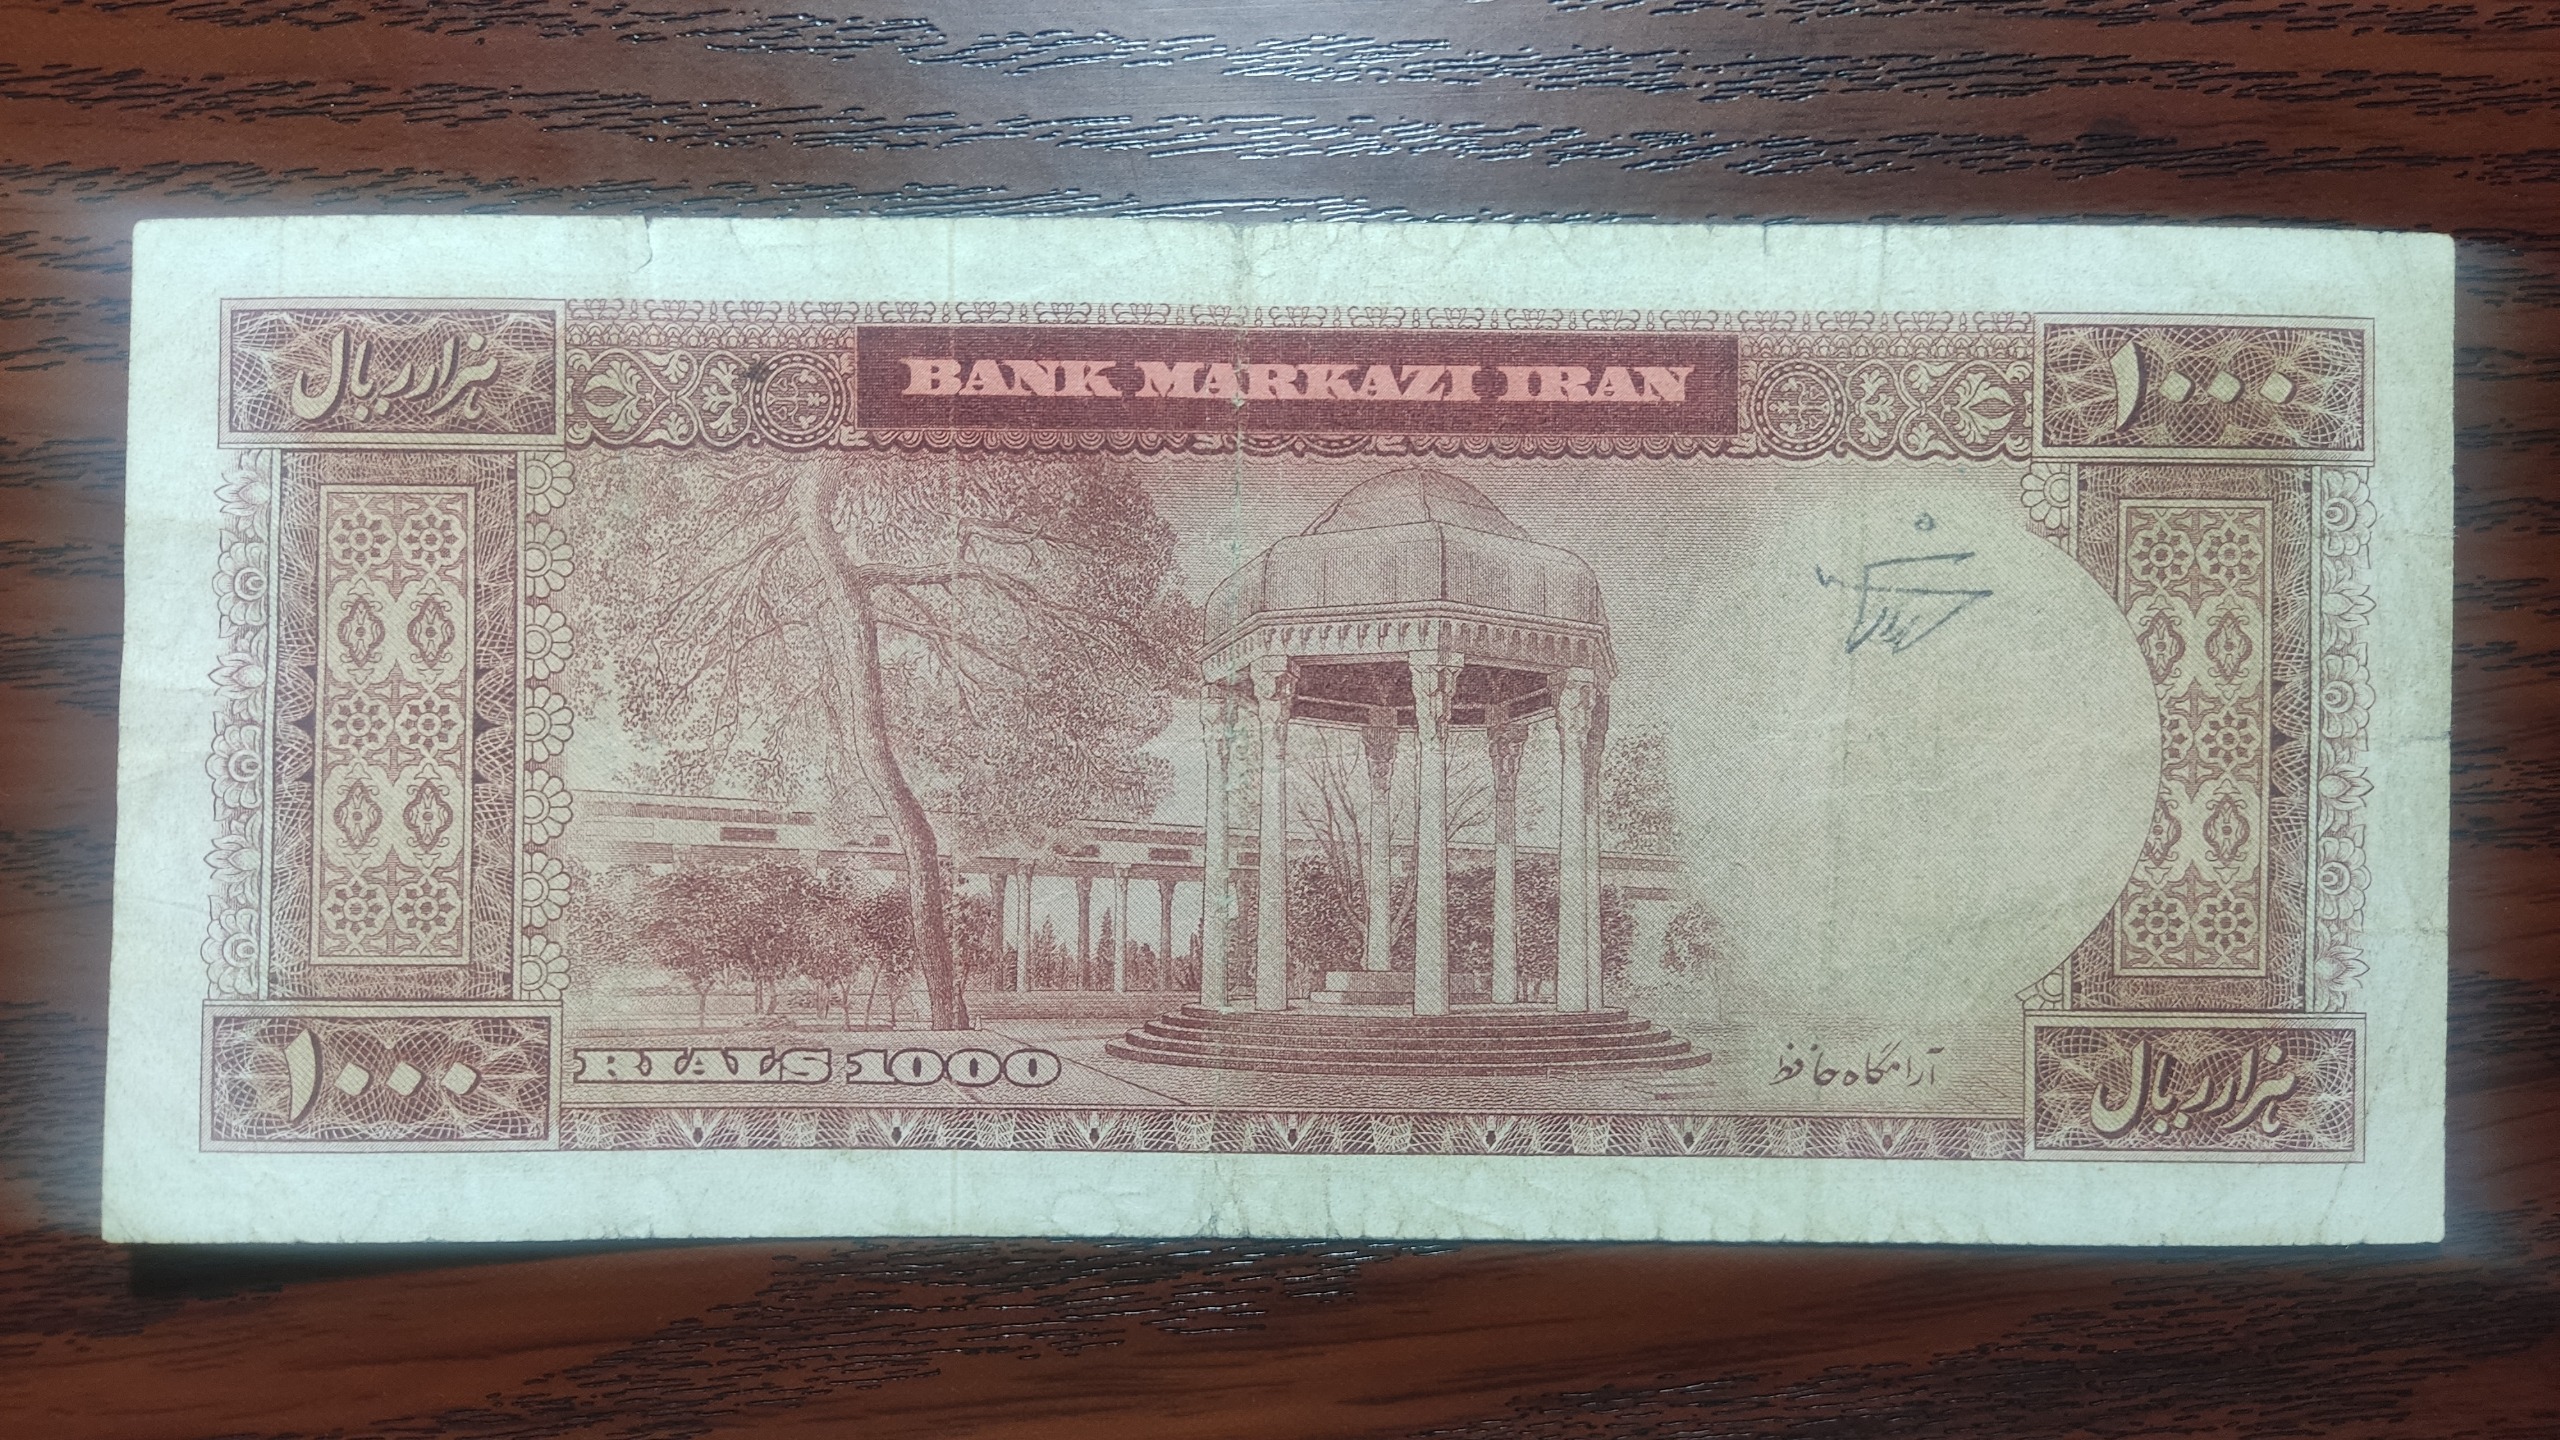 هزار ریال
BANK MARKAZI IRAN
۱۰۰۰
۱۰۰۰
RIALS 1000
آرامگاه حافظ
هزار ریال